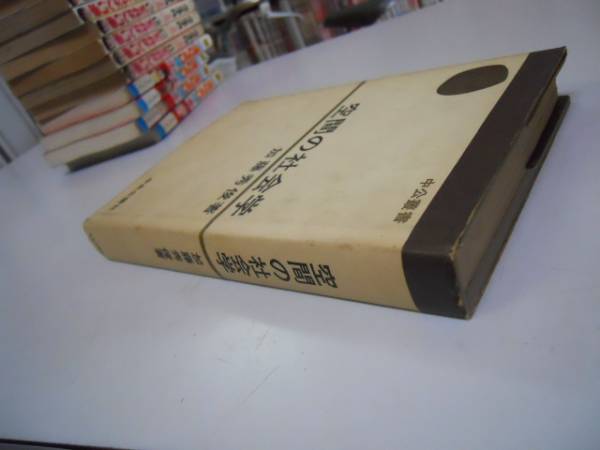 中公叢書
空間の社会学
加藤秀俊著
空間の社会学
加藤秀俊著